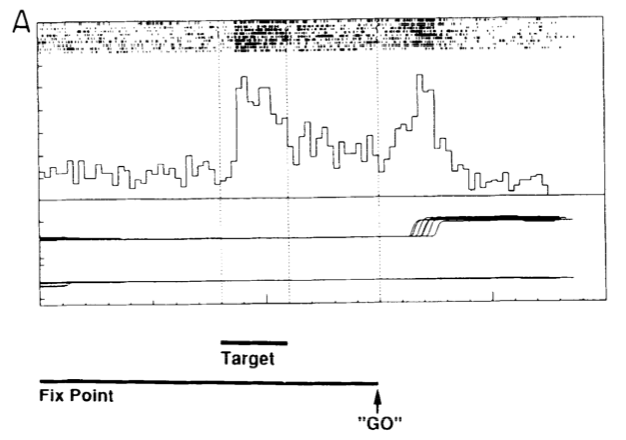 A
Target
Fix Point
"GO"